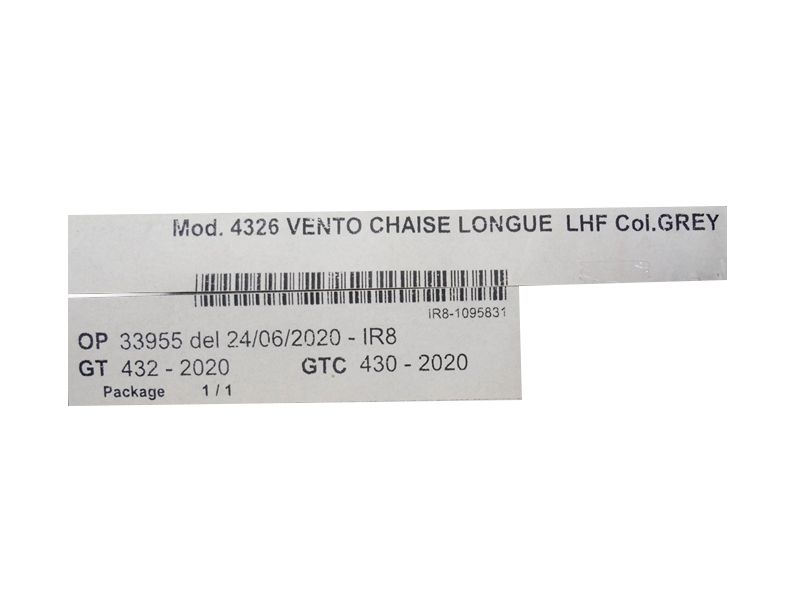 Mod. 4326 VENTO CHAISE LONGUE LHF Col.GREY
IR8-1095831
OP 33955 del 24/06/2020 - IR8
GT 432 - 2020 GTC 430 - 2020
Package 1 / 1